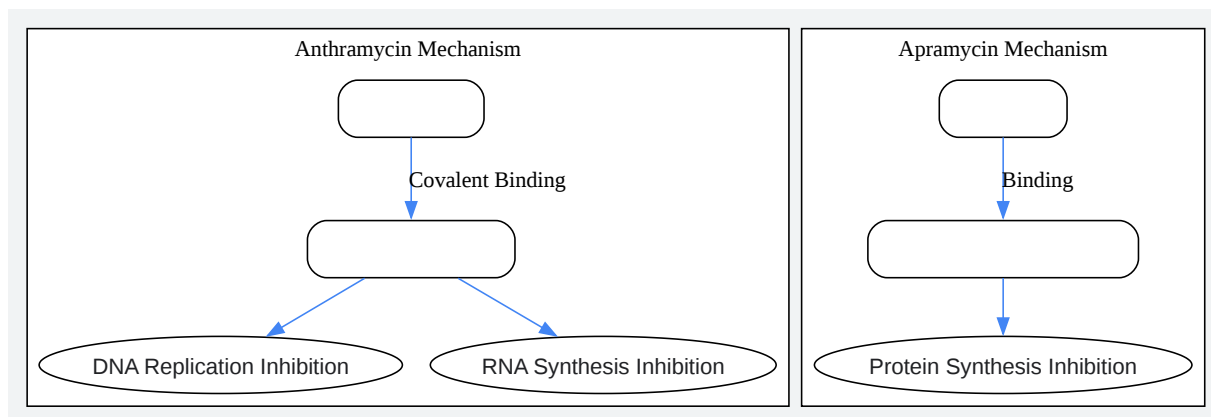 Anthramycin Mechanism
Covalent Binding
DNA Replication Inhibition
RNA Synthesis Inhibition
Apramycin Mechanism
Binding
Protein Synthesis Inhibition